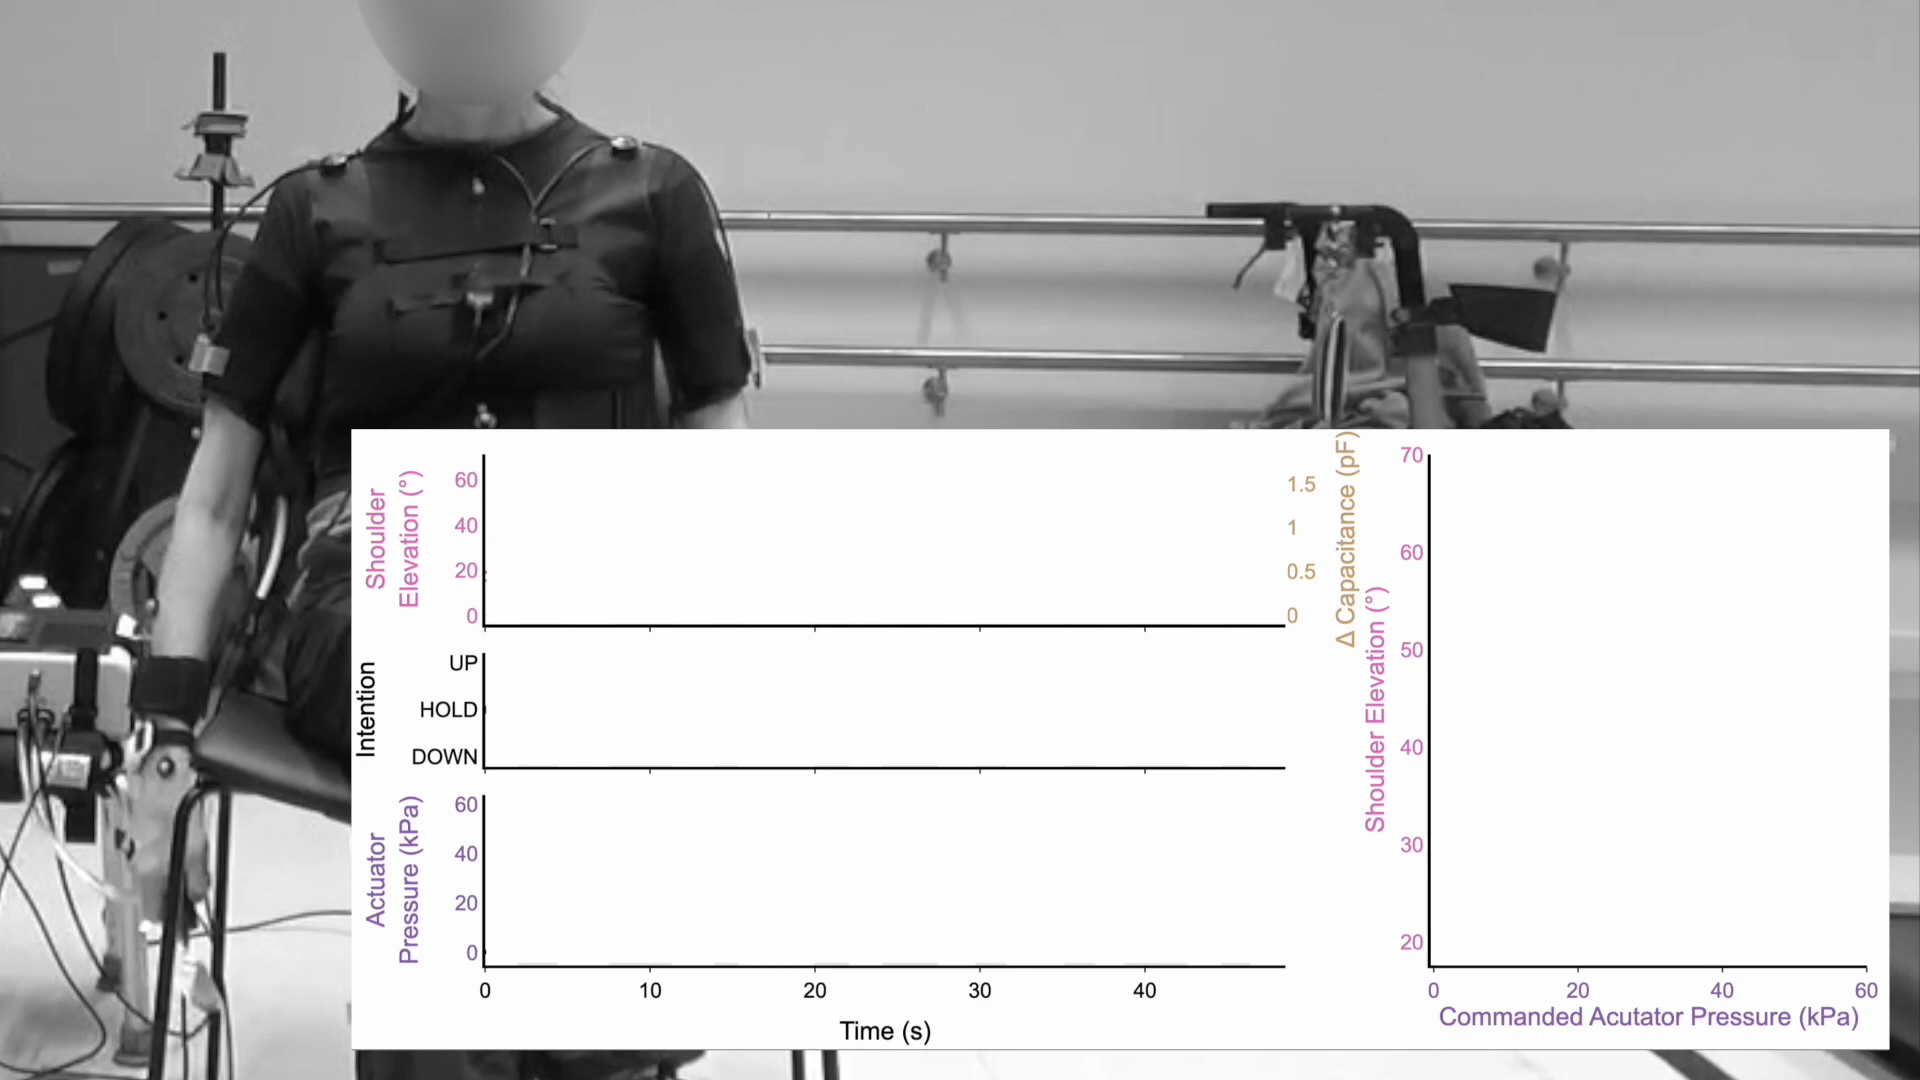 Shoulder
Elevation (°)
60
40
20
0
1.5
1
0.5
0
Δ Capacitance (pF)
Intention
UP
HOLD
DOWN
Actuator
Pressure (kPa)
60
40
20
0
0 10 20 30 40
Time (s)
Shoulder Elevation (°)
70
60
50
40
30
20
0 20 40 60
Commanded Acutator Pressure (kPa)